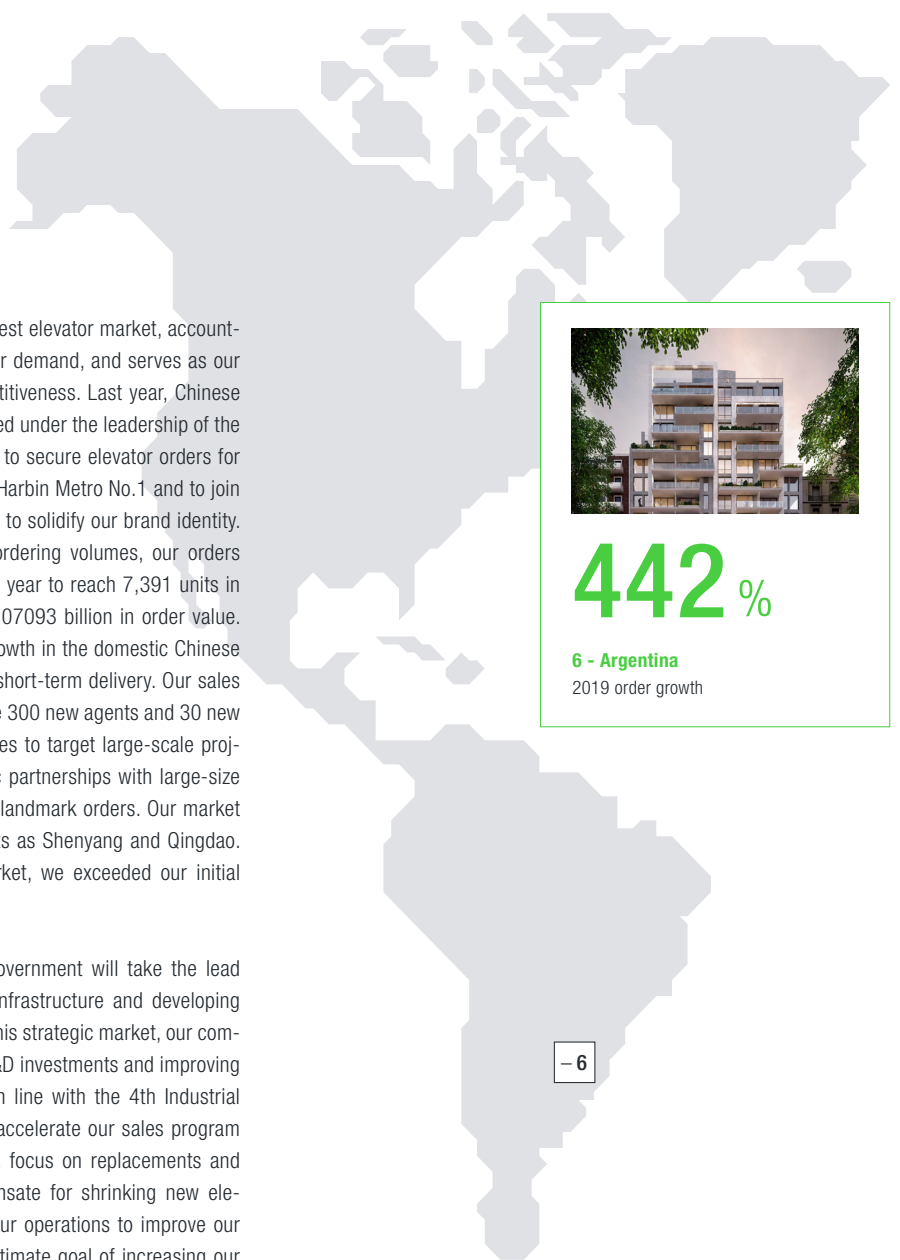 est elevator market, account-
r demand, and serves as our
titiveness. Last year, Chinese
ed under the leadership of the
to secure elevator orders for
Harbin Metro No.1 and to join
to solidify our brand identity.
ordering volumes, our orders
year to reach 7,391 units in
07093 billion in order value.
owth in the domestic Chinese
short-term delivery. Our sales
e 300 new agents and 30 new
es to target large-scale proj-
c partnerships with large-size
landmark orders. Our market
ts as Shenyang and Qingdao.
rket, we exceeded our initial
overnment will take the lead
nfrastructure and developing
his strategic market, our com-
&D investments and improving
n line with the 4th Industrial
accelerate our sales program
focus on replacements and
nsate for shrinking new ele-
ur operations to improve our
timate goal of increasing our
442 %
6 - Argentina
2019 order growth
– 6